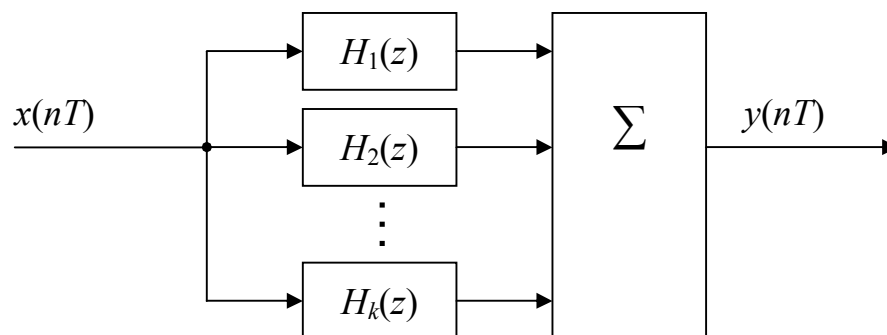 H₁(z)
x(nT)
H₂(z)
∑
y(nT)
⋮
Hₖ(z)